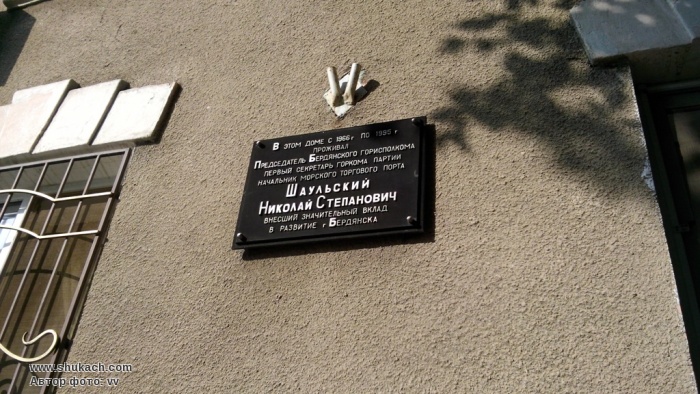 В этом доме с 1966 г. по 1995 г
проживал
Председатель Бердянского горисполкома
первый секретарь горкома партии
начальник морского торгового порта
Шаульский
Николай Степанович
внесший значительный вклад
в развитие г Бердянска
www.shukach.com
Автор фото: vv